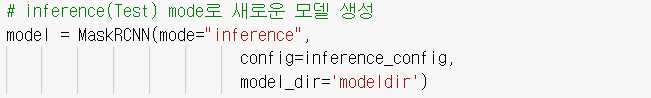 # inference(Test) mode로 새로운 모델 생성
model = MaskRCNN(mode="inference",
config=inference_config,
model_dir='modeldir')